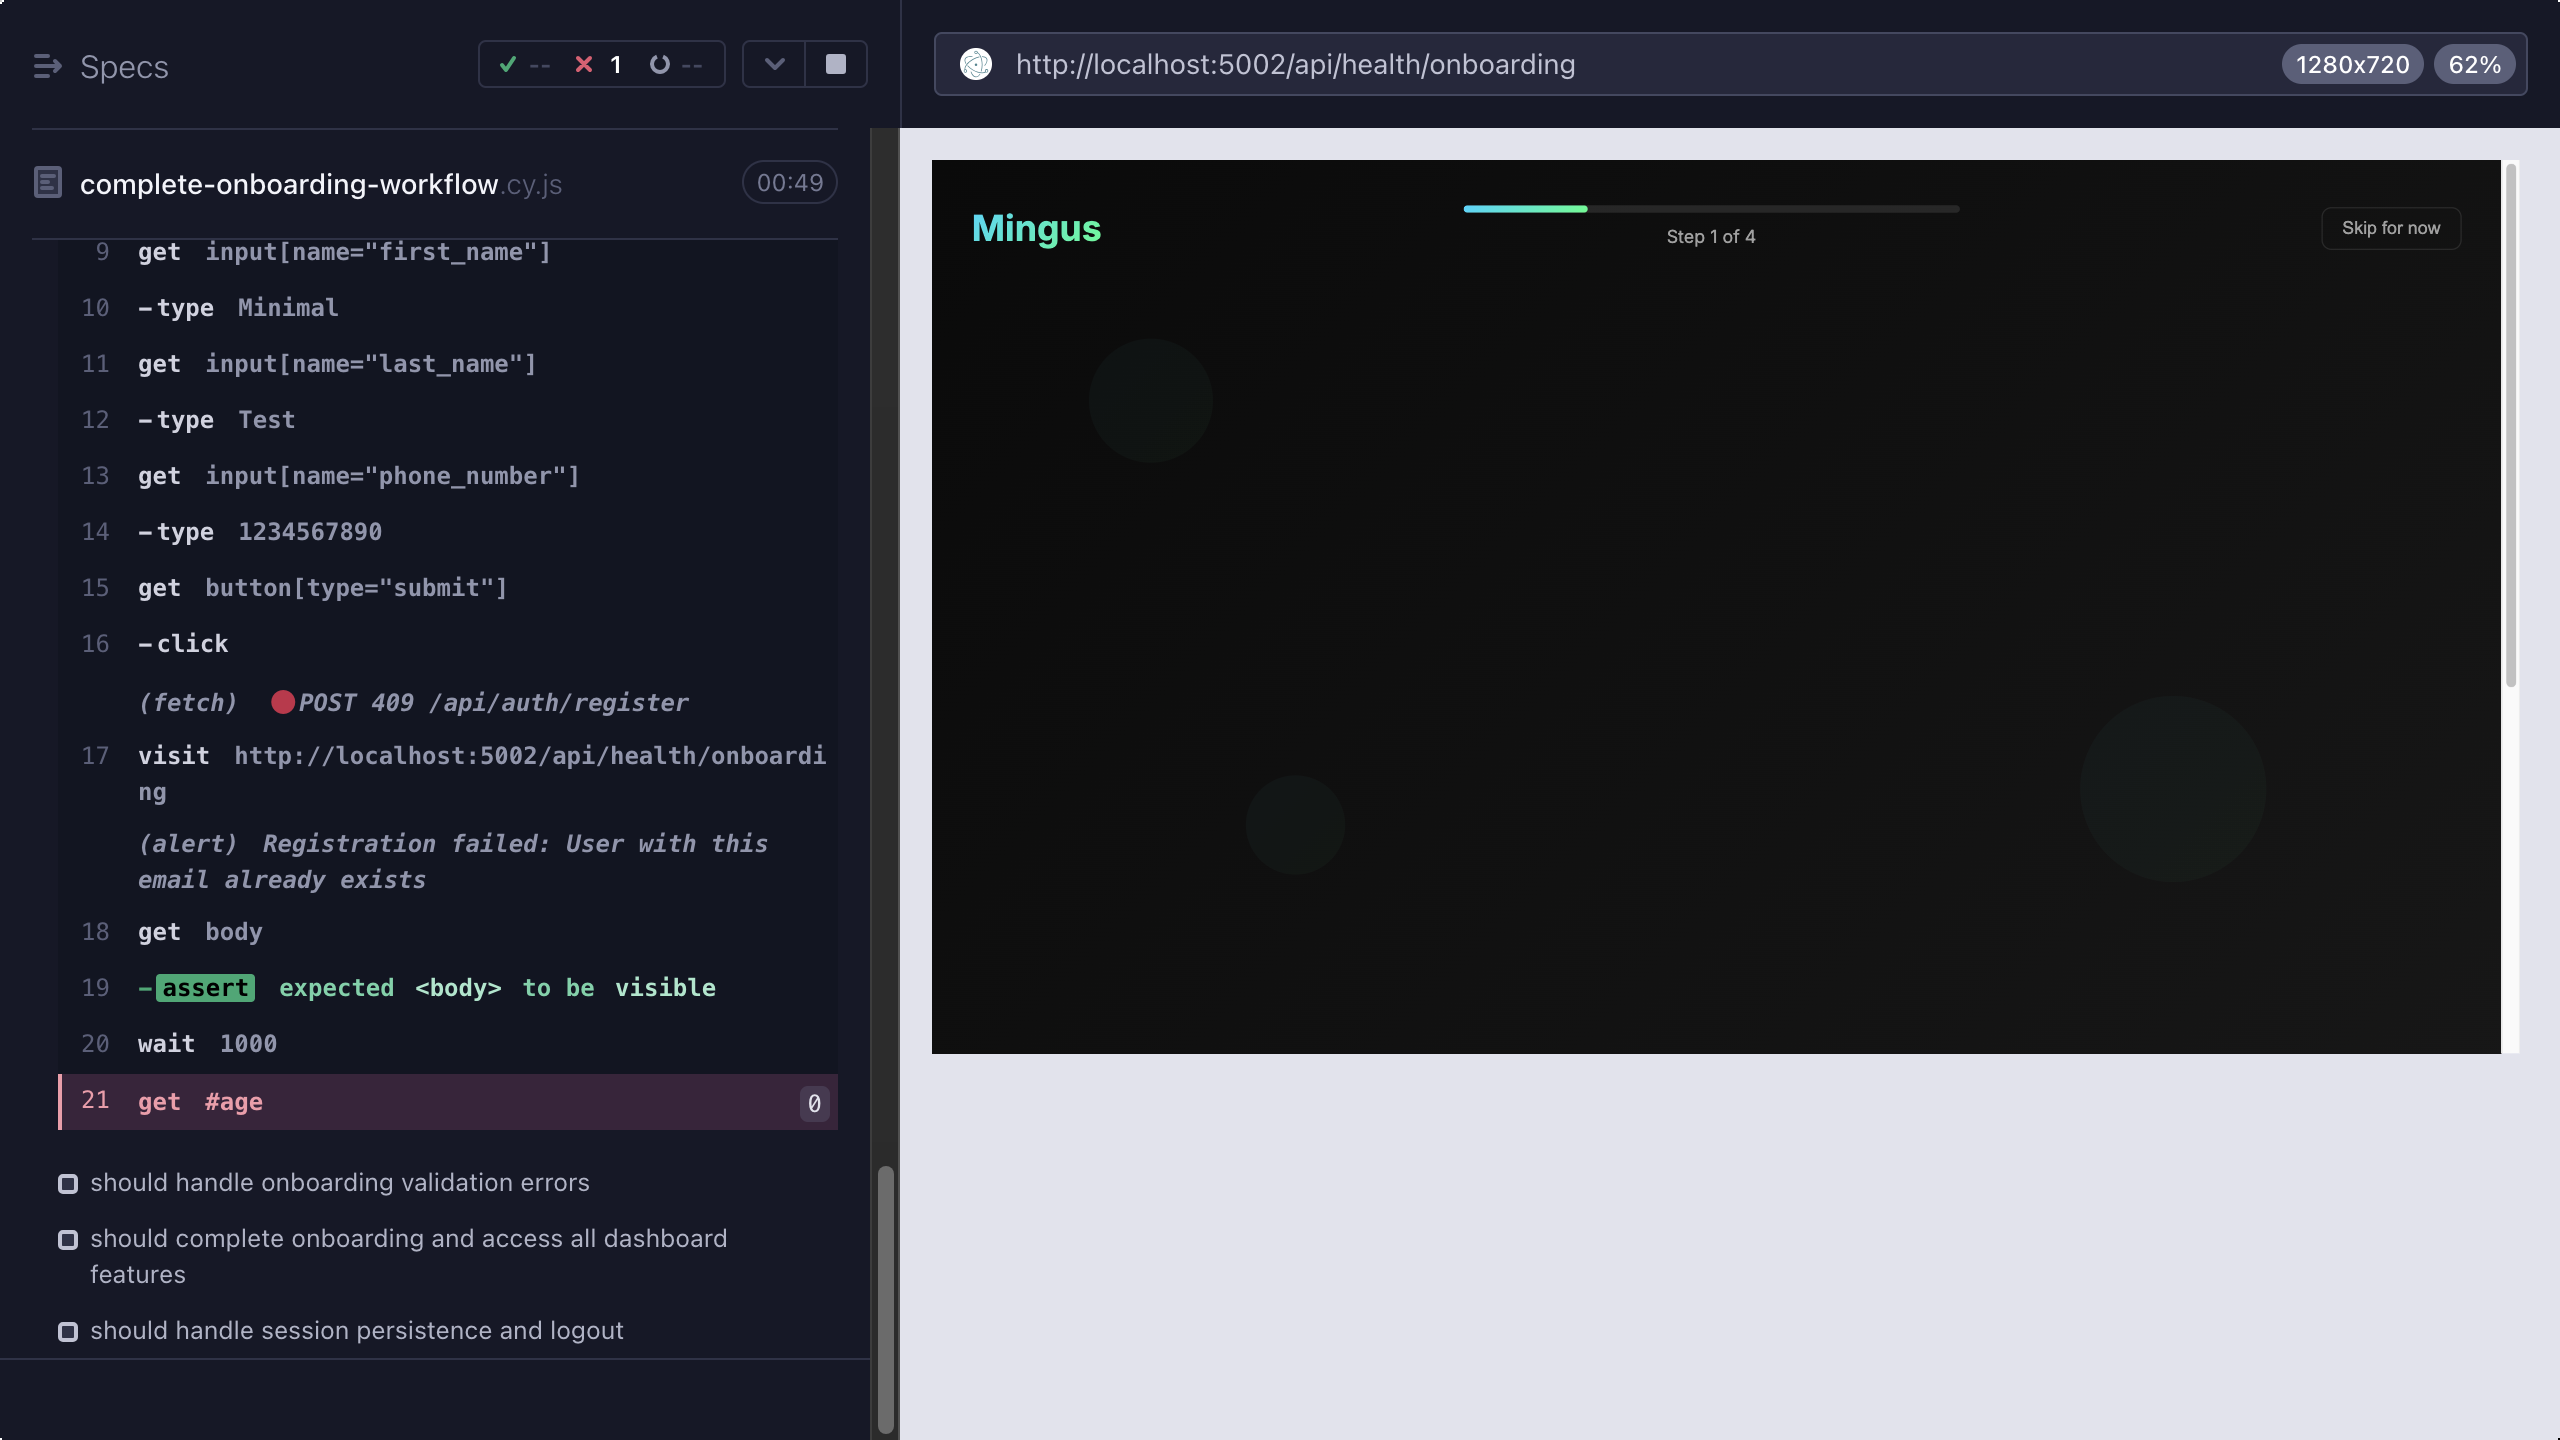 Specs
-- 1 --
complete-onboarding-workflow.cy.js 00:49
9 get input[name="first_name"]
10 -type Minimal
11 get input[name="last_name"]
12 -type Test
13 get input[name="phone_number"]
14 -type 1234567890
15 get button[type="submit"]
16 -click
(fetch) POST 409 /api/auth/register
17 visit http://localhost:5002/api/health/onboardi
ng
(alert) Registration failed: User with this
email already exists
18 get body
19 -assert expected <body> to be visible
20 wait 1000
21 get #age 0
should handle onboarding validation errors
should complete onboarding and access all dashboard
features
should handle session persistence and logout
http://localhost:5002/api/health/onboarding 1280x720 62%
Mingus
Step 1 of 4
Skip for now